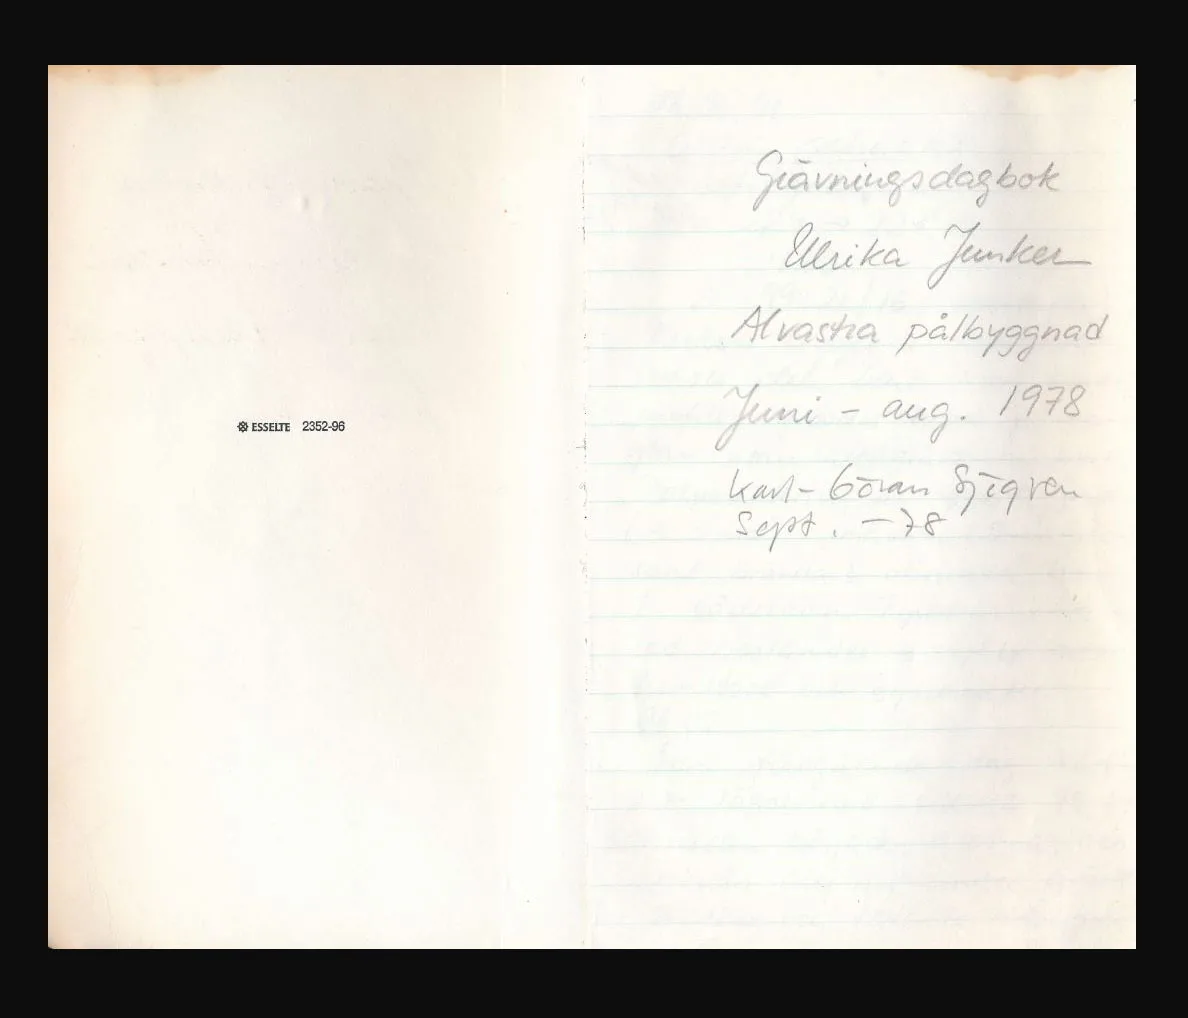 ESSELTE 2352-96
Grävningsdagbok
Ulrika Junker
Alvastra pålbyggnad
Juni - aug. 1978
Karl-Göran Sjögren
Sept. -78